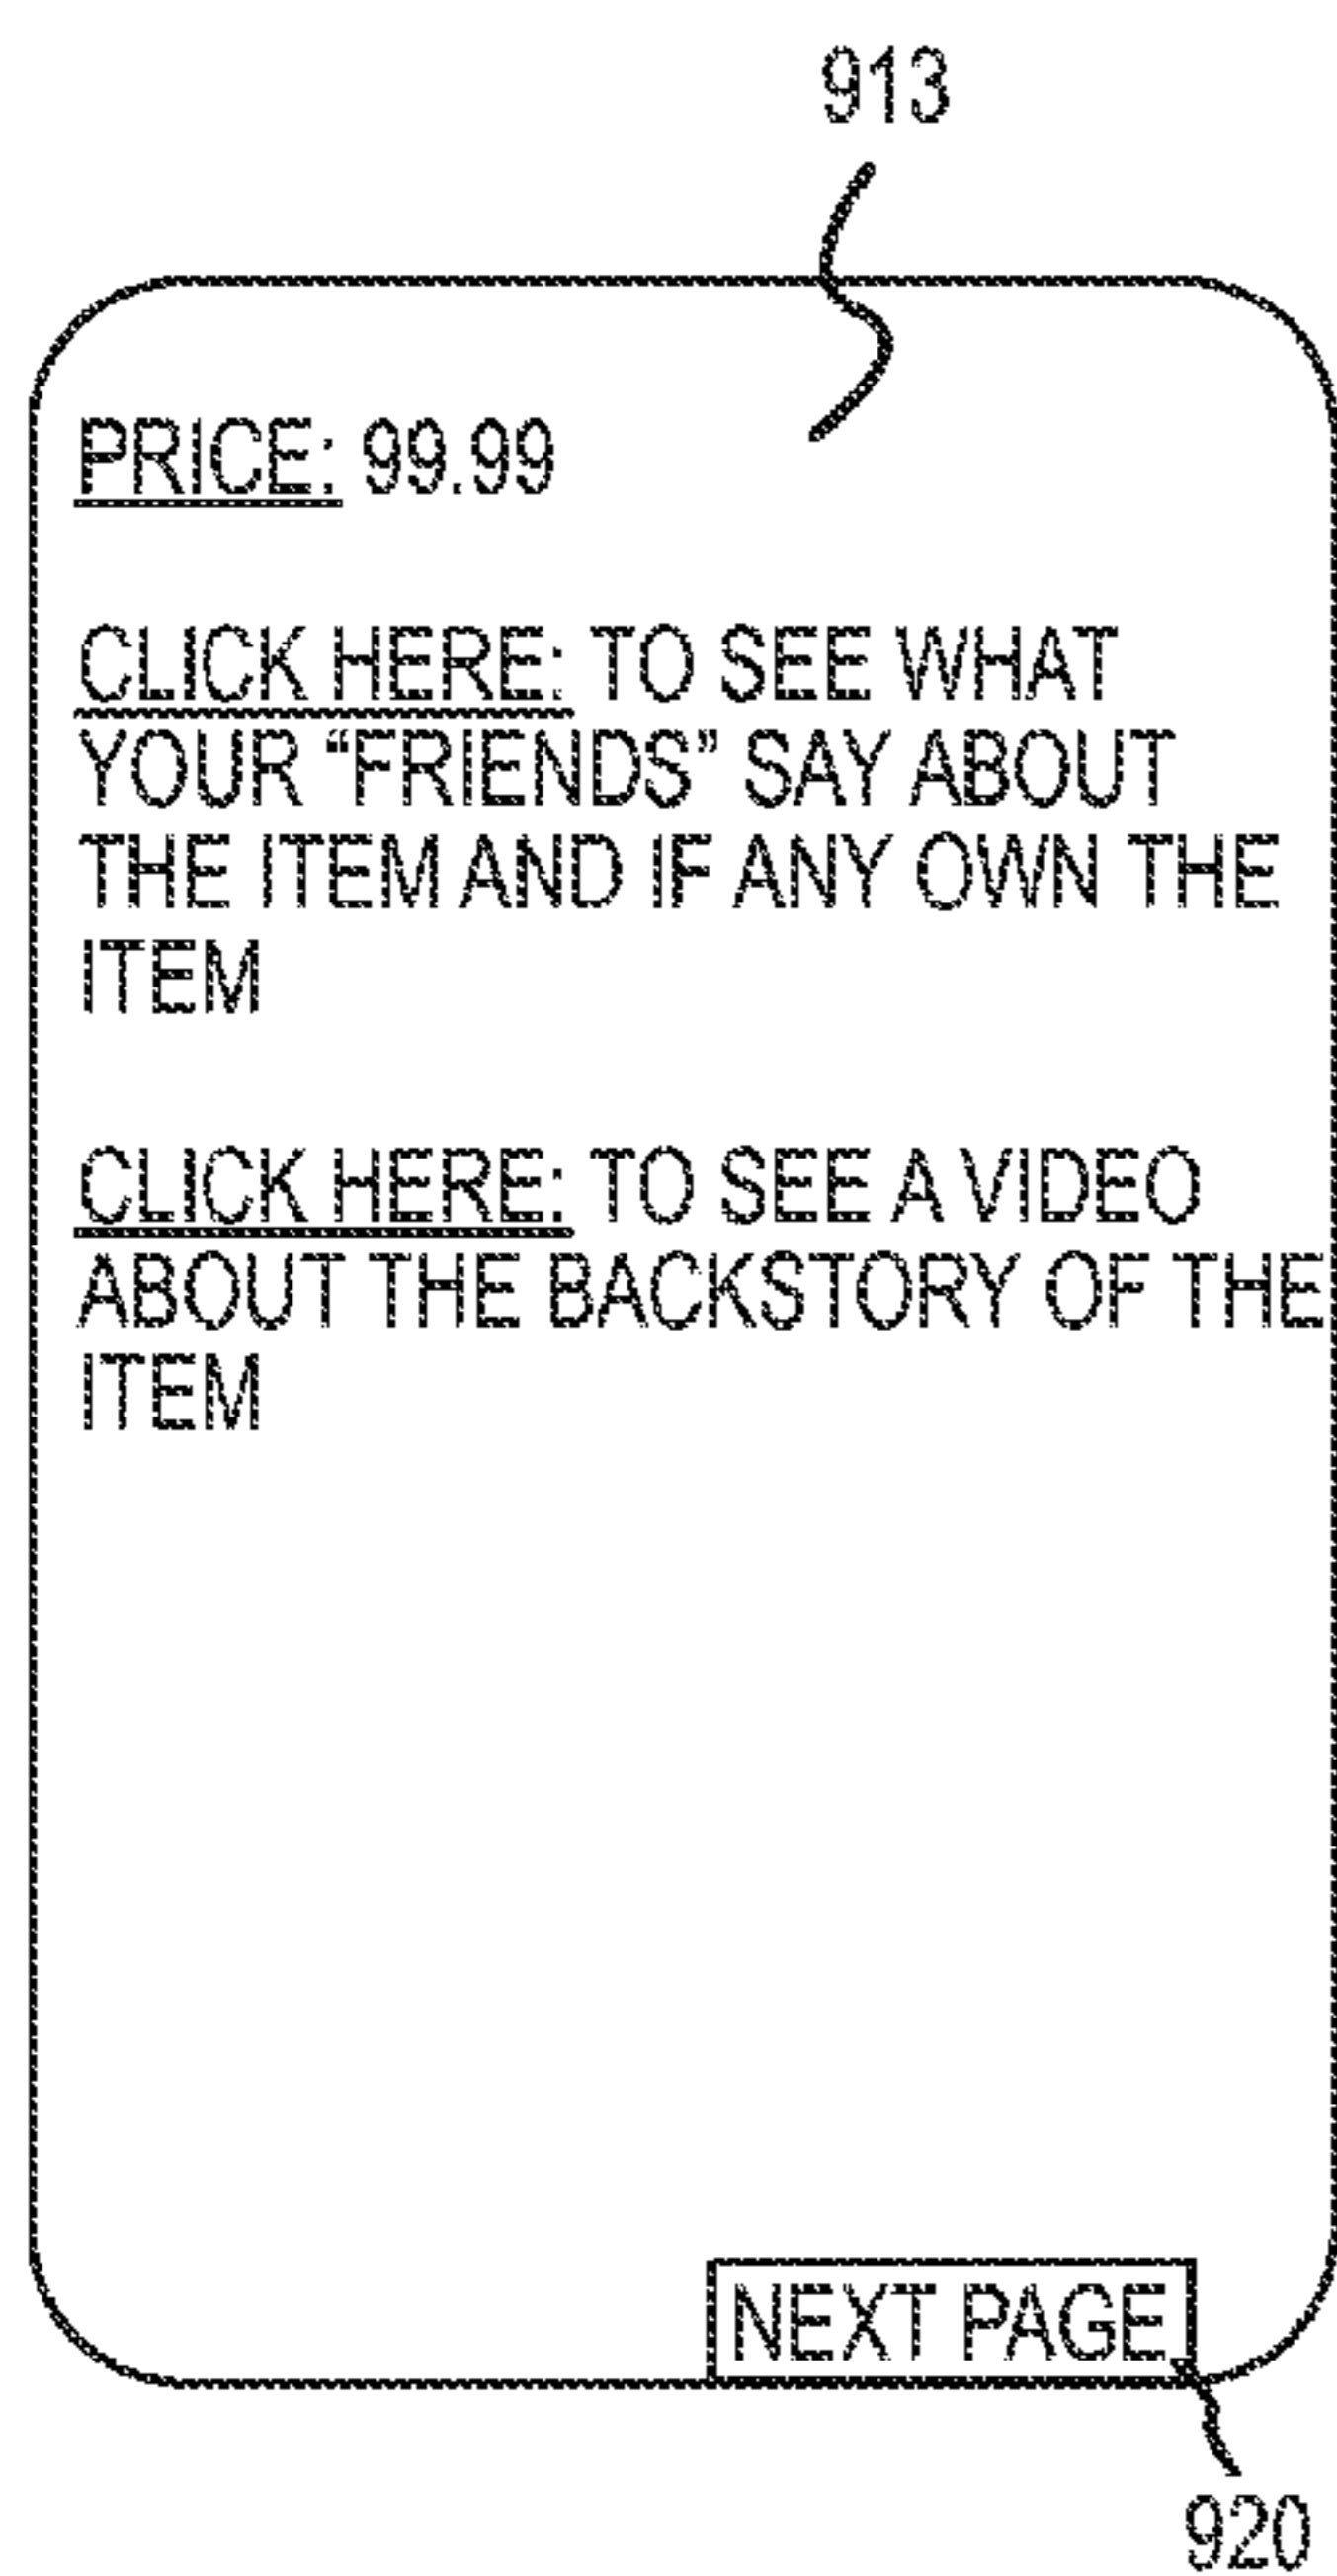 913
PRICE: 99.99
CLICK HERE: TO SEE WHAT
YOUR “FRIENDS” SAY ABOUT
THE ITEM AND IF ANY OWN THE
ITEM
CLICK HERE: TO SEE A VIDEO
ABOUT THE BACKSTORY OF THE
ITEM
NEXT PAGE
920